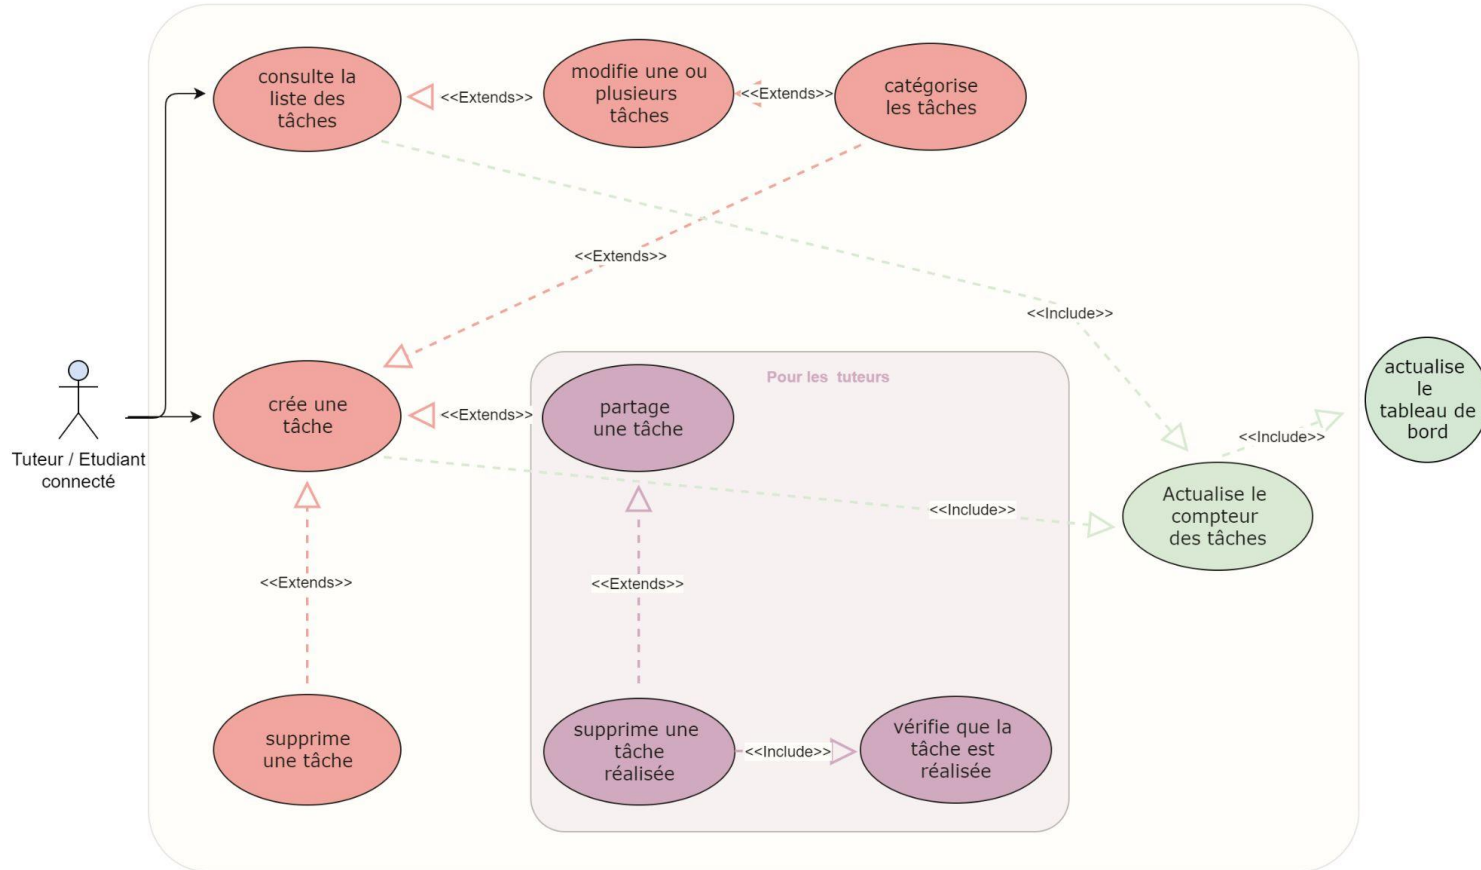 consulte la
liste des
tâches
<<Extends>>
modifie une ou
plusieurs
tâches
<<Extends>>
catégorise
les tâches
<<Extends>>
<<Include>>
Tuteur / Etudiant
connecté
crée une
tâche
<<Extends>>
Pour les tuteurs
partage
une tâche
actualise
le
tableau de
bord
<<Include>>
<<Include>>
Actualise le
compteur
des tâches
<<Extends>>
<<Extends>>
supprime
une tâche
supprime une
tâche
réalisée
<<Include>>
vérifie que la
tâche est
réalisée